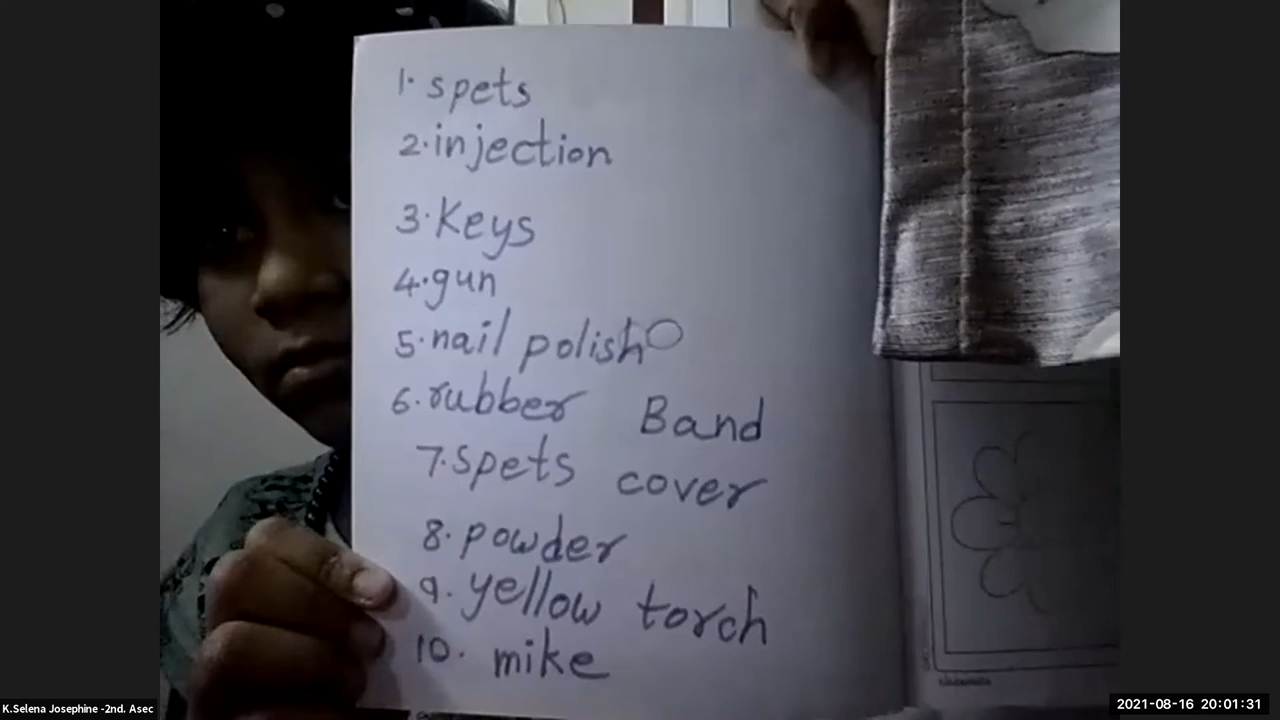 1. spets
2. injection
3. Keys
4. gun
5. nail polish
6. rubber Band
7. spets cover
8. powder
9. yellow torch
10. mike
K.Selena Josephine -2nd. Asec
2021-08-16 20:01:31